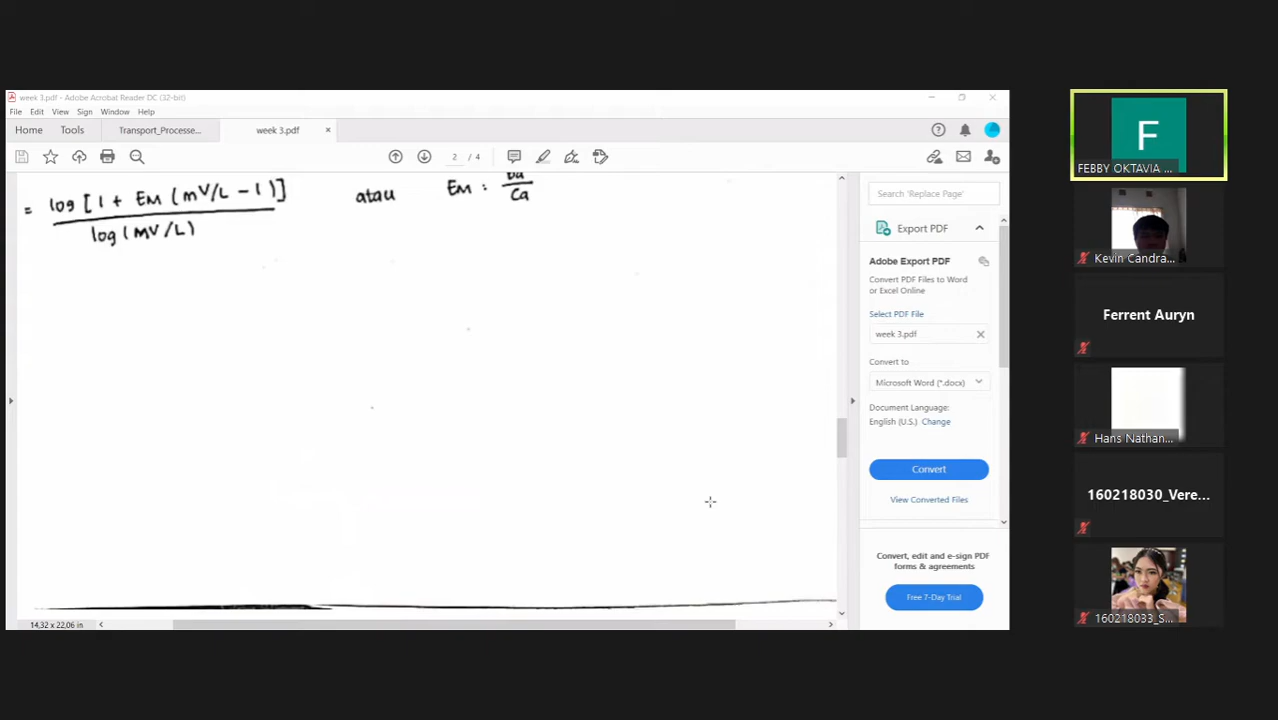 week 3.pdf - Adobe Acrobat Reader DC (32-bit)
File Edit View Sign Window Help
Home Tools Transport_Processe... week 3.pdf ×
2 / 4
= log [1 + EM (mV/L - 1)]
log (mV/L)
atau
EM : ba
Ca
14,32 x 22,06 in
Search 'Replace Page'
Export PDF
Adobe Export PDF
Convert PDF Files to Word
or Excel Online
Select PDF File
week 3.pdf
Convert to
Microsoft Word (*.docx)
Document Language:
English (U.S.) Change
Convert
View Converted Files
Convert, edit and e-sign PDF
forms & agreements
Free 7-Day Trial
F
FEBBY OKTAVIA
Kevin Candra...
Ferrent Auryn
Hans Nathan...
160218030_Vere...
160218033_S...